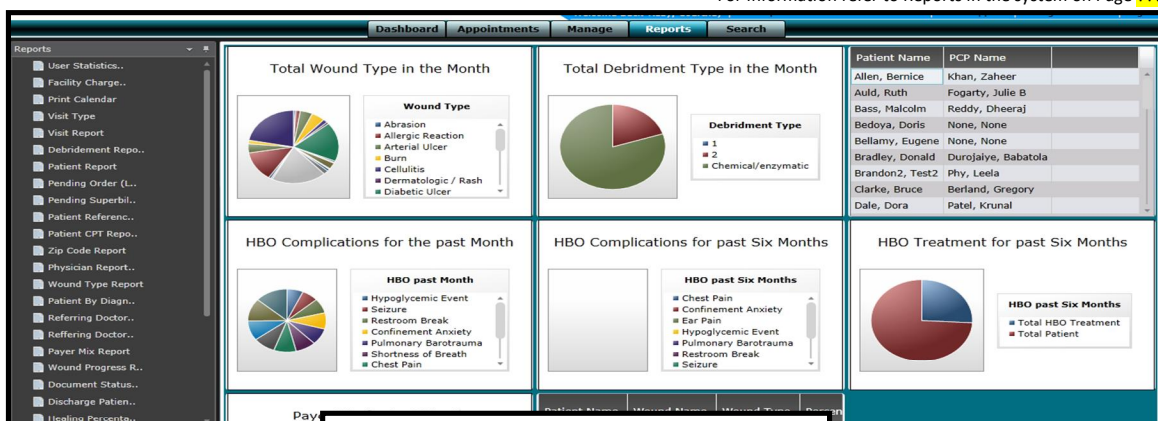 For information refer to Reports in the system on Page
Dashboard Appointments Manage Reports Search
Reports
User Statistics..
Facility Charge..
Print Calendar
Visit Type
Visit Report
Debridement Repo..
Patient Report
Pending Order (L..
Pending Superbil..
Patient Referenc..
Patient CPT Repo..
Zip Code Report
Physician Report..
Wound Type Report
Patient By Diagn..
Referring Doctor..
Reffering Doctor..
Payer Mix Report
Wound Progress R..
Document Status..
Discharge Patien..
Healing Percenta..
Total Wound Type in the Month
Wound Type
Abrasion
Allergic Reaction
Arterial Ulcer
Burn
Cellulitis
Dermatologic / Rash
Diabetic Ulcer
Total Debridment Type in the Month
Debridment Type
1
2
Chemical/enzymatic
Patient Name PCP Name
Allen, Bernice Khan, Zaheer
Auld, Ruth Fogarty, Julie B
Bass, Malcolm Reddy, Dheeraj
Bedoya, Doris None, None
Bellamy, Eugene None, None
Bradley, Donald Durojaiye, Babatola
Brandon2, Test2 Phy, Leela
Clarke, Bruce Berland, Gregory
Dale, Dora Patel, Krunal
HBO Complications for the past Month
HBO past Month
Hypoglycemic Event
Seizure
Restroom Break
Confinement Anxiety
Pulmonary Barotrauma
Shortness of Breath
Chest Pain
HBO Complications for past Six Months
HBO past Six Months
Chest Pain
Confinement Anxiety
Ear Pain
Hypoglycemic Event
Pulmonary Barotrauma
Restroom Break
Seizure
HBO Treatment for past Six Months
HBO past Six Months
Total HBO Treatment
Total Patient
Patient Name Wound Name Wound Type